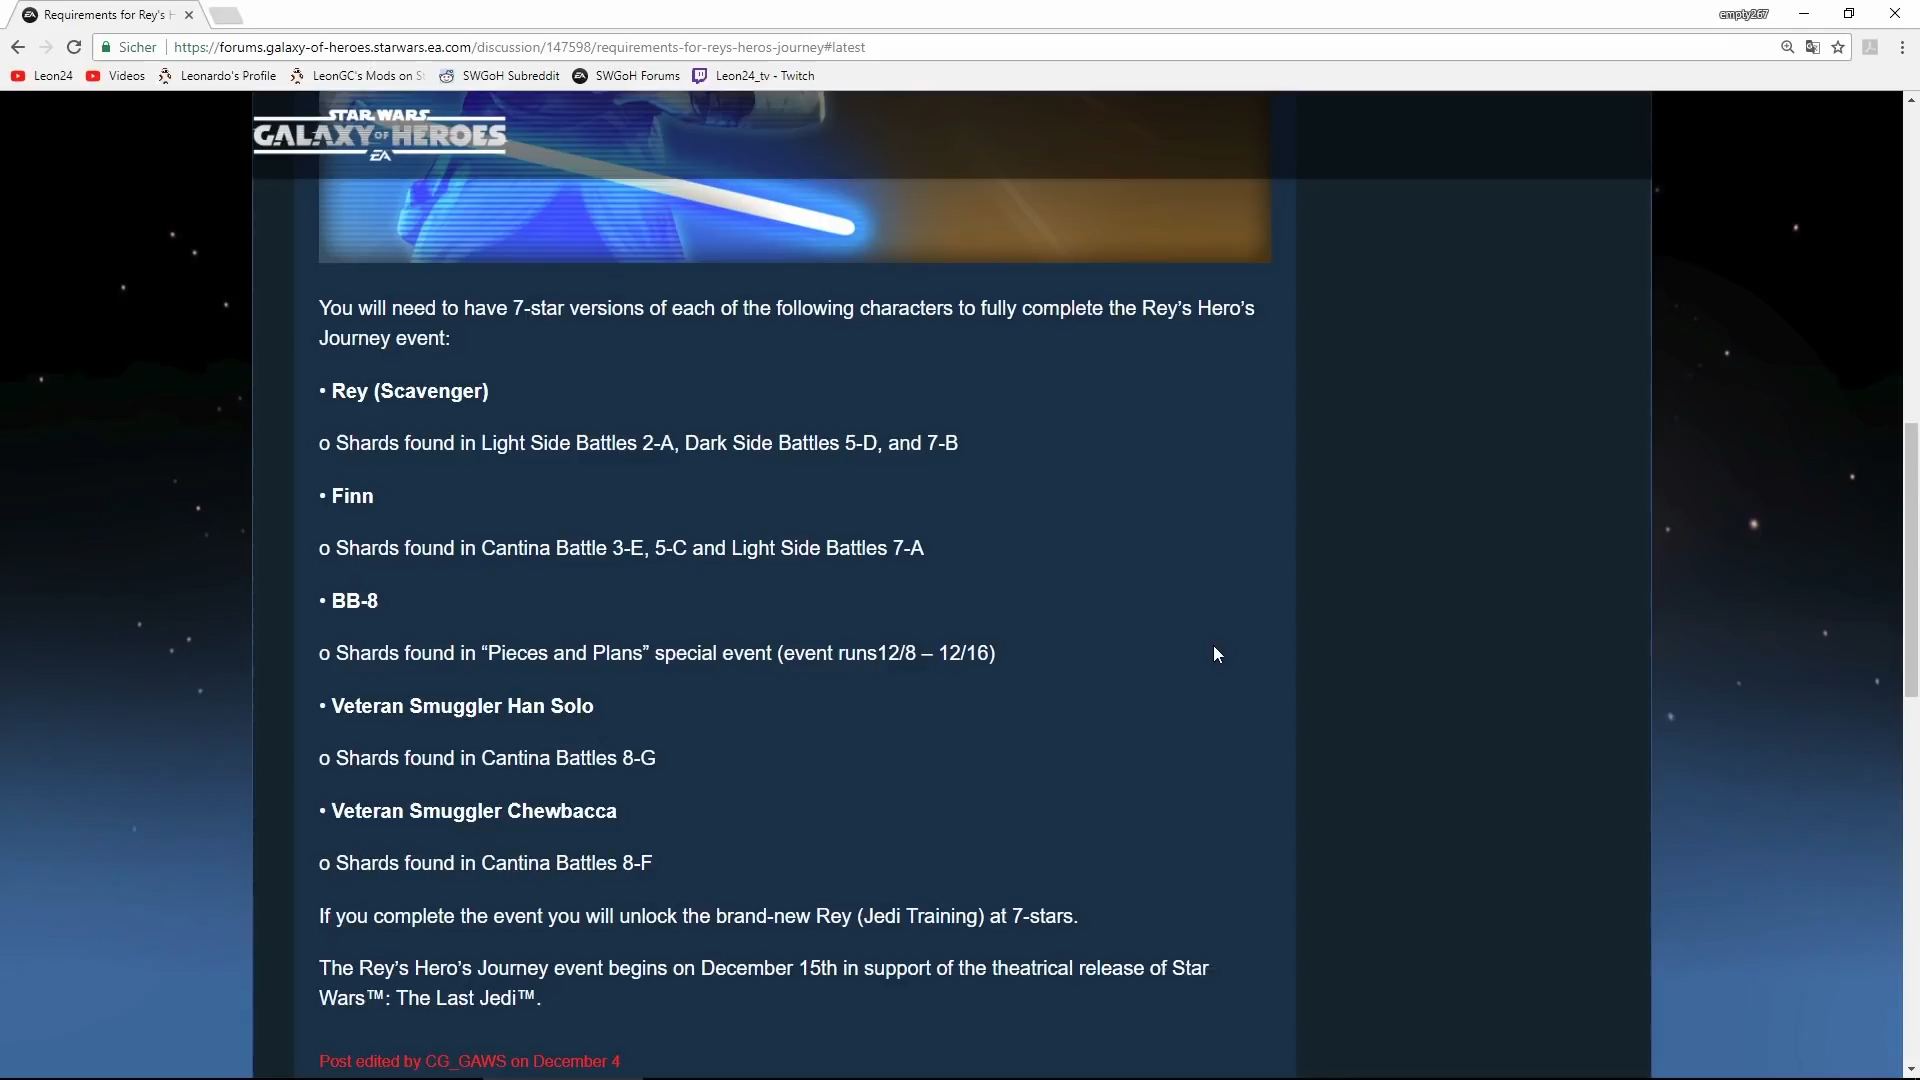 Requirements for Rey's H
empty267
Sicher
https://forums.galaxy-of-heroes.starwars.ea.com/discussion/147598/requirements-for-reys-heros-journey#latest
Leon24 Videos Leonardo's Profile LeonGC's Mods on SWGoH Subreddit SWGoH Forums Leon24_tv - Twitch
STAR WARS
GALAXY OF HEROES
EA
You will need to have 7-star versions of each of the following characters to fully complete the Rey’s Hero’s
Journey event:
• Rey (Scavenger)
o Shards found in Light Side Battles 2-A, Dark Side Battles 5-D, and 7-B
• Finn
o Shards found in Cantina Battle 3-E, 5-C and Light Side Battles 7-A
• BB-8
o Shards found in “Pieces and Plans” special event (event runs12/8 – 12/16)
• Veteran Smuggler Han Solo
o Shards found in Cantina Battles 8-G
• Veteran Smuggler Chewbacca
o Shards found in Cantina Battles 8-F
If you complete the event you will unlock the brand-new Rey (Jedi Training) at 7-stars.
The Rey’s Hero’s Journey event begins on December 15th in support of the theatrical release of Star
Wars™: The Last Jedi™.
Post edited by CG_GAWS on December 4